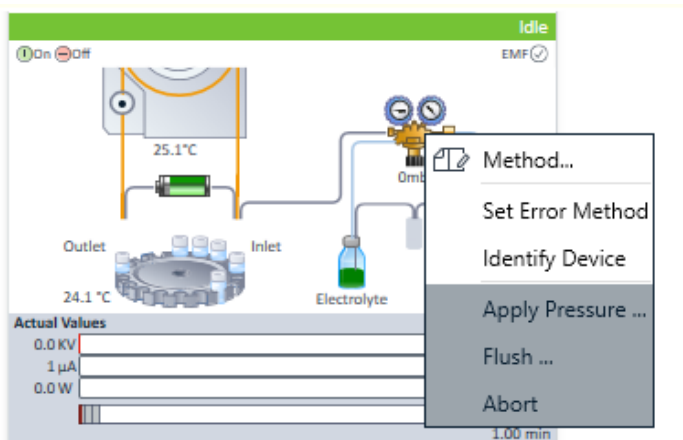 Idle
On Off EMF
25.1°C
Method...
Set Error Method
Identify Device
Apply Pressure ...
Flush ...
Abort
Outlet Inlet
24.1 °C
Electrolyte
Actual Values
0.0 KV
1 µA
0.0 W
1.00 min